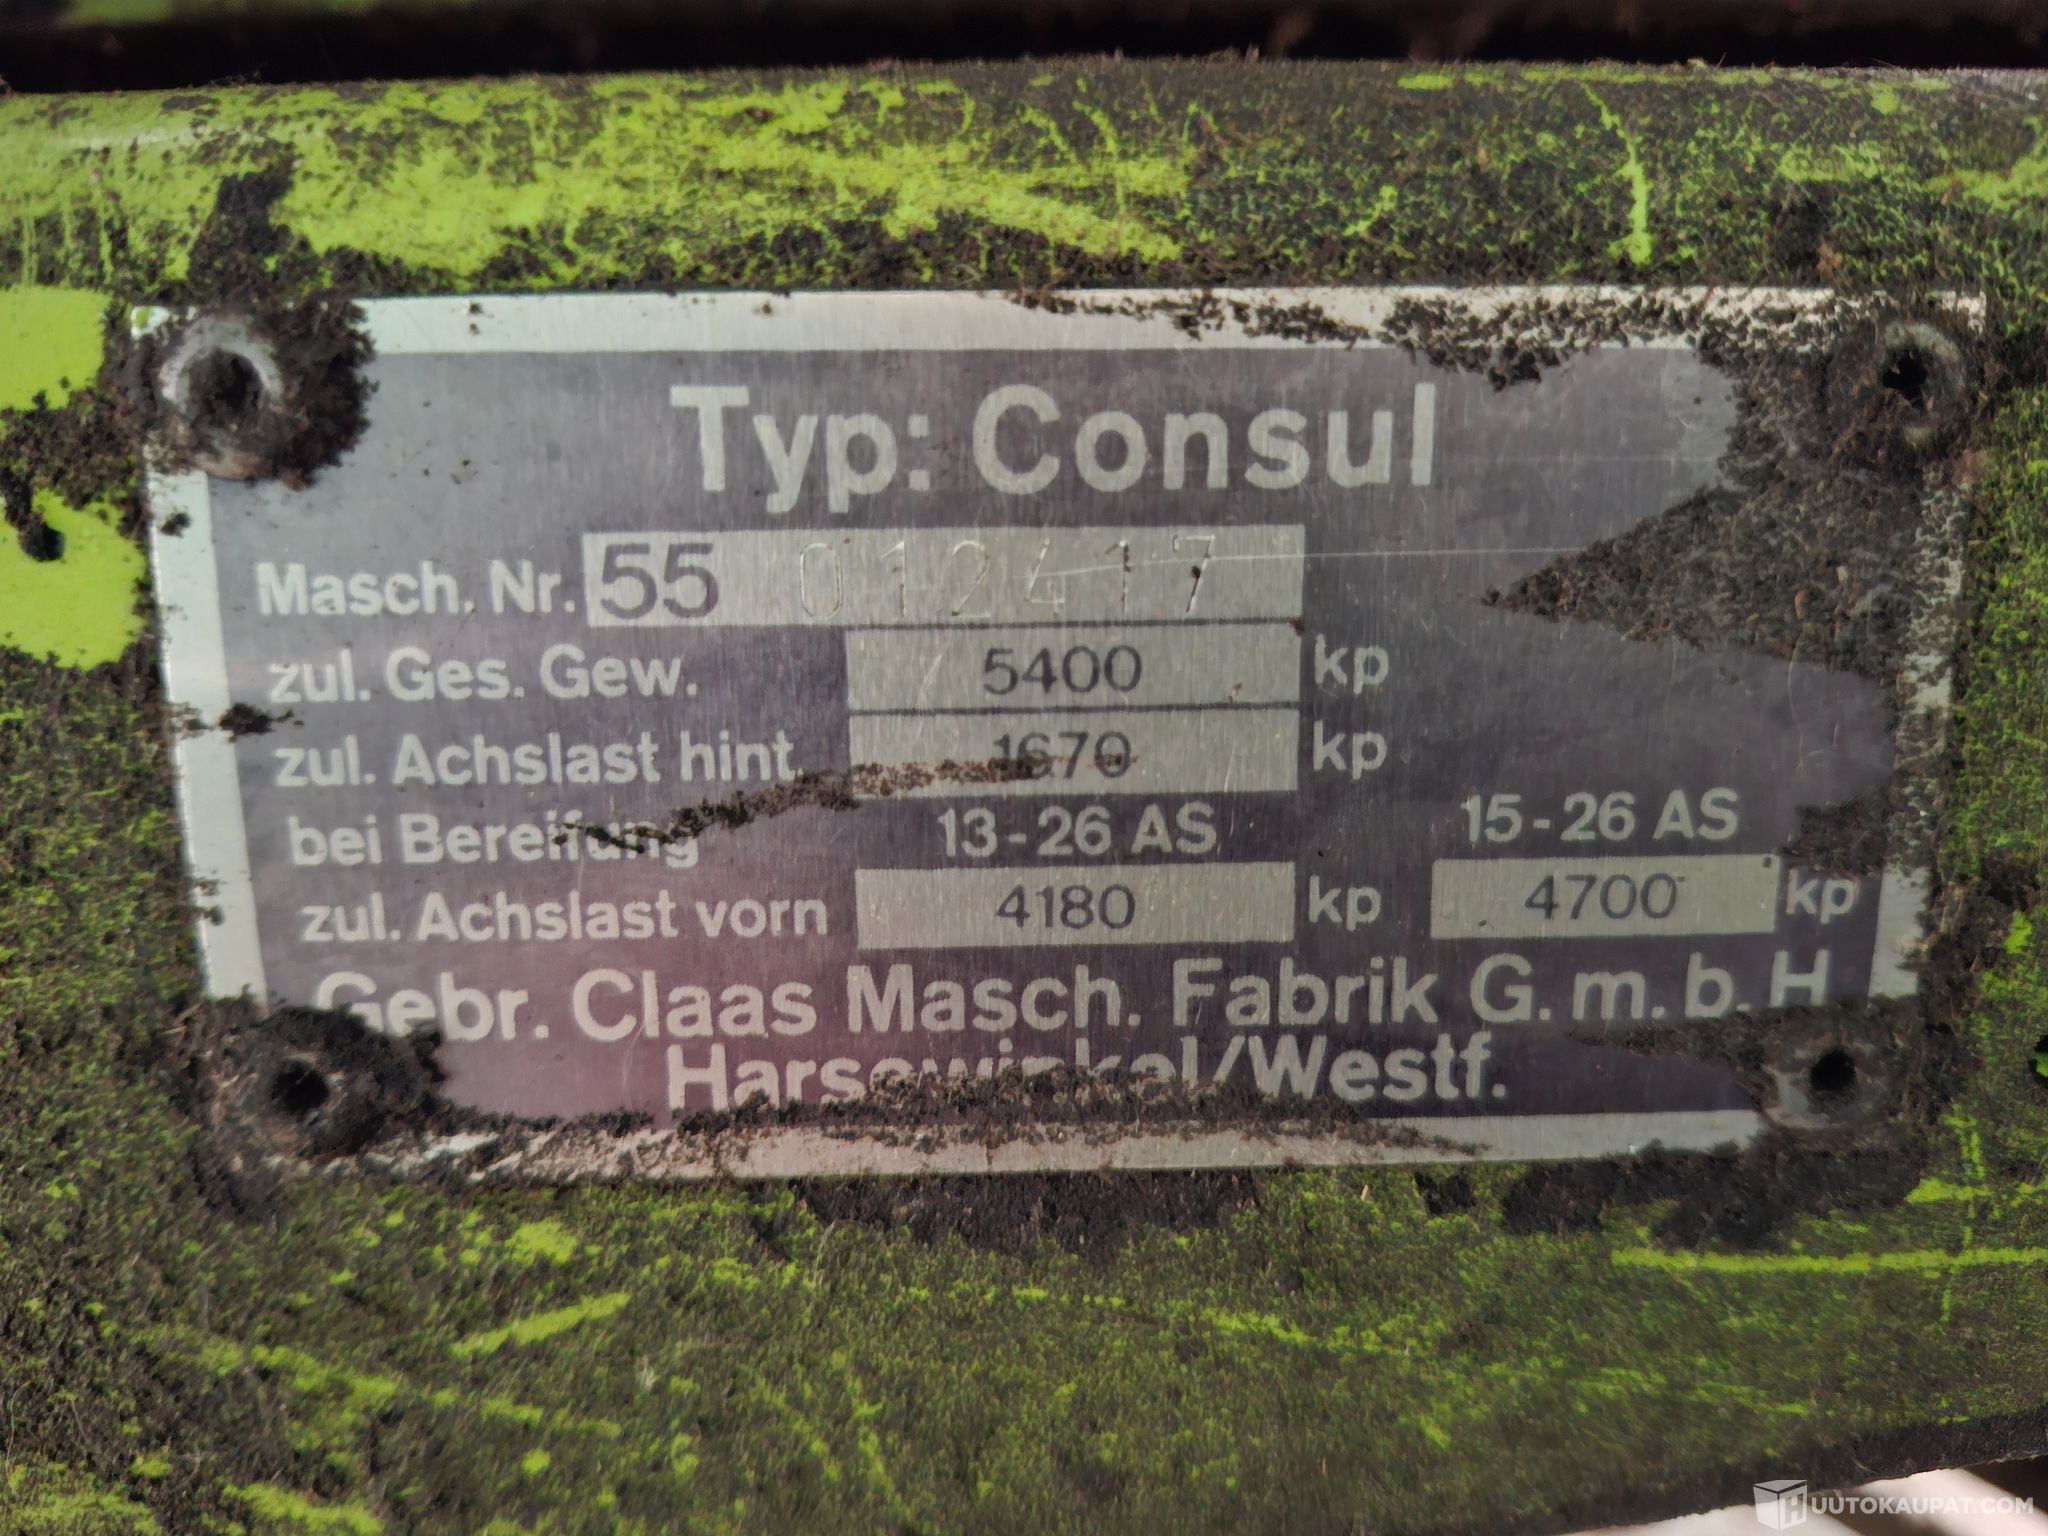 Typ: Consul
Masch. Nr. 55 012417
zul. Ges. Gew. 5400 kp
zul. Achslast hint. 1670 kp
bei Bereifung 13-26 AS 15-26 AS
zul. Achslast vorn 4180 kp 4700 kp
Gebr. Claas Masch. Fabrik G.m.b.H
Harsewinkel/Westf.
HUUTOKAUPAT.COM